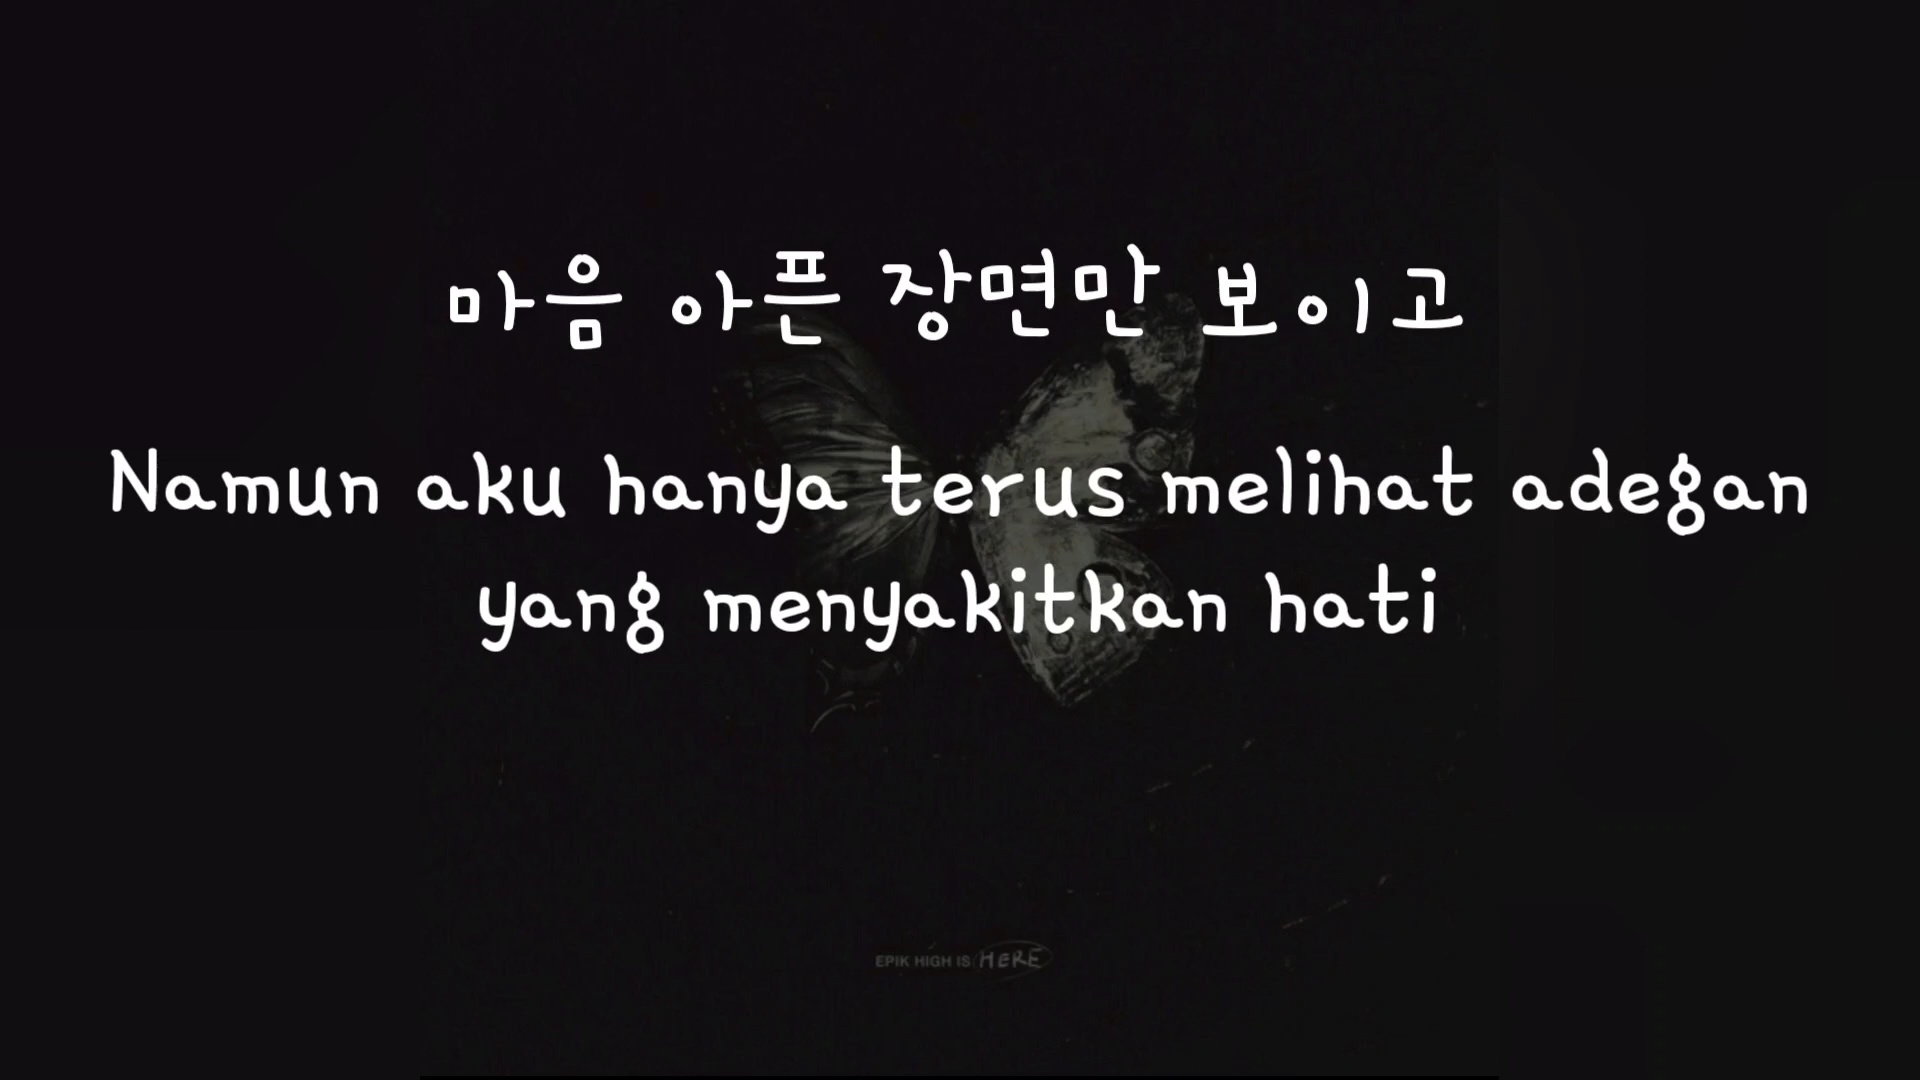 마음 아픈 장면만 보이고
Namun aku hanya terus melihat adegan
yang menyakitkan hati
EPIK HIGH IS HERE